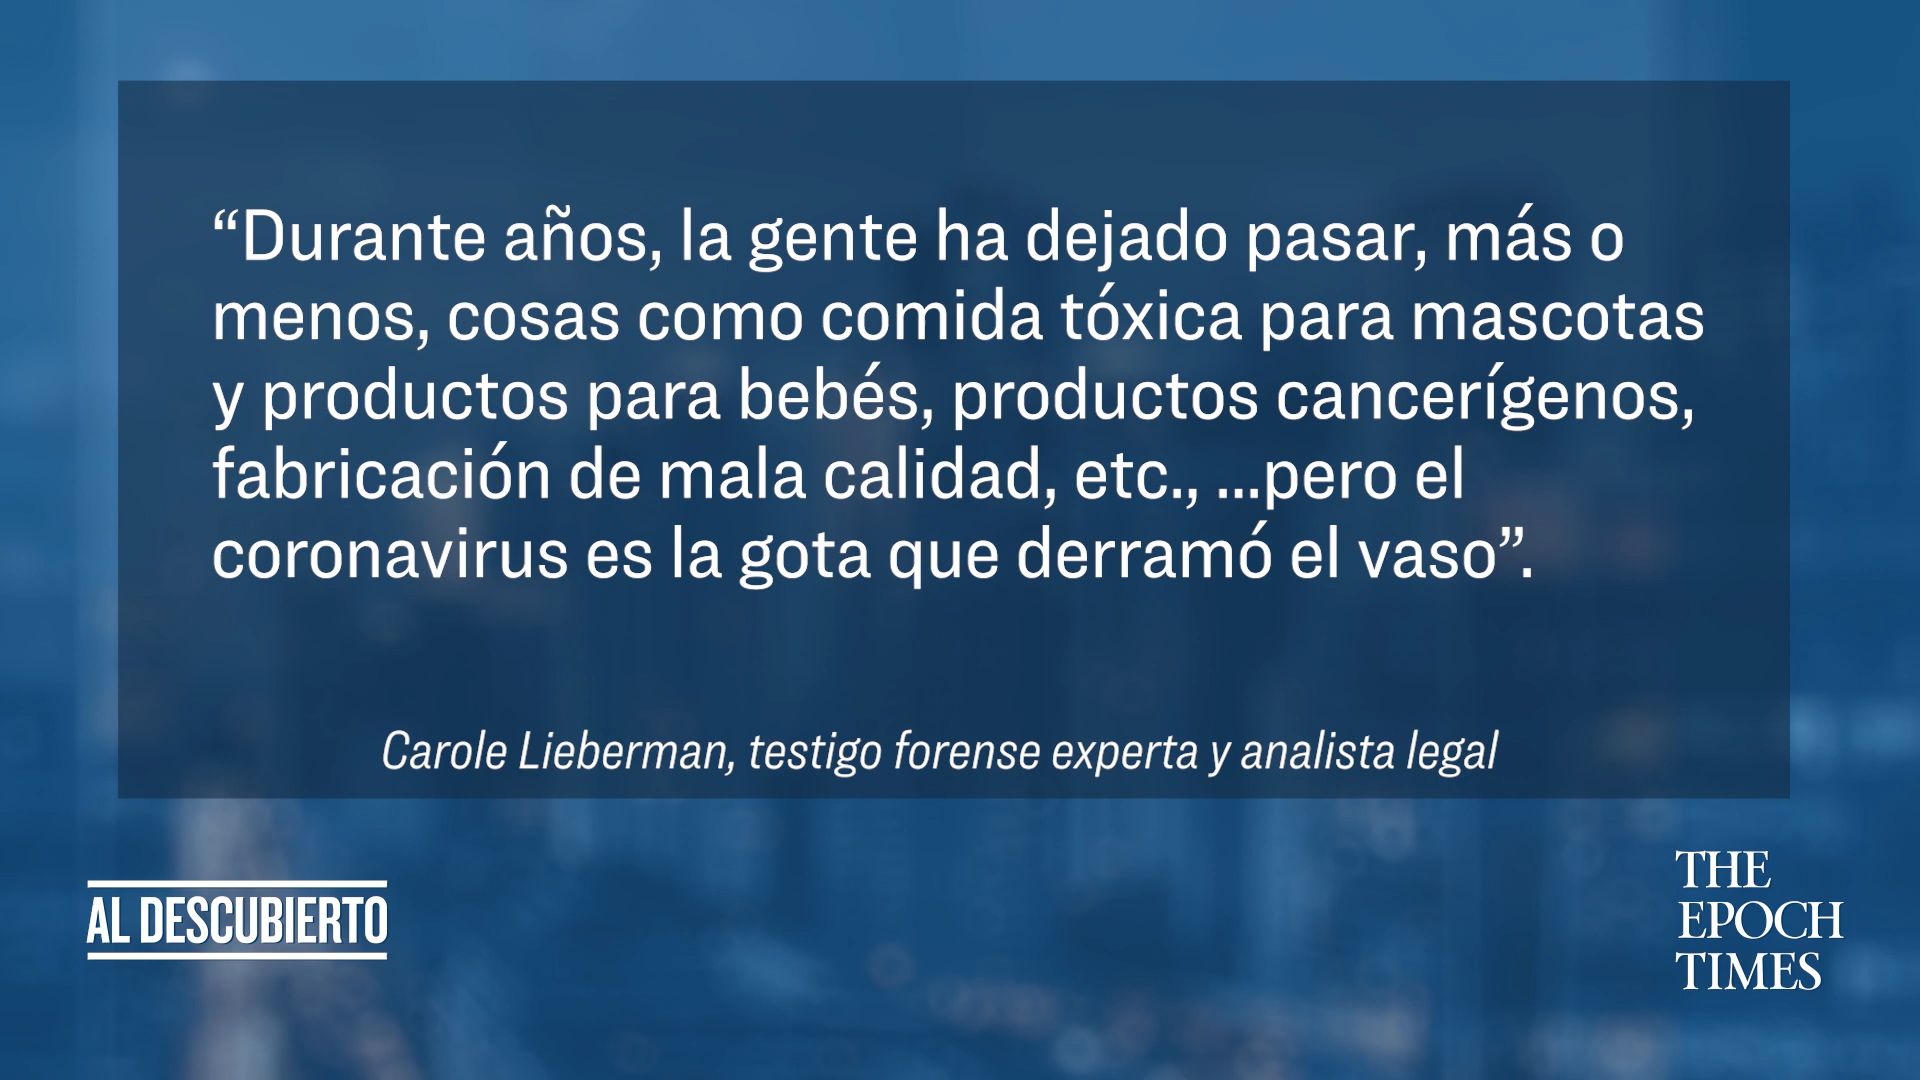 “Durante años, la gente ha dejado pasar, más o
menos, cosas como comida tóxica para mascotas
y productos para bebés, productos cancerígenos,
fabricación de mala calidad, etc., ...pero el
coronavirus es la gota que derramó el vaso”.
Carole Lieberman, testigo forense experta y analista legal
AL DESCUBIERTO
THE
EPOCH
TIMES